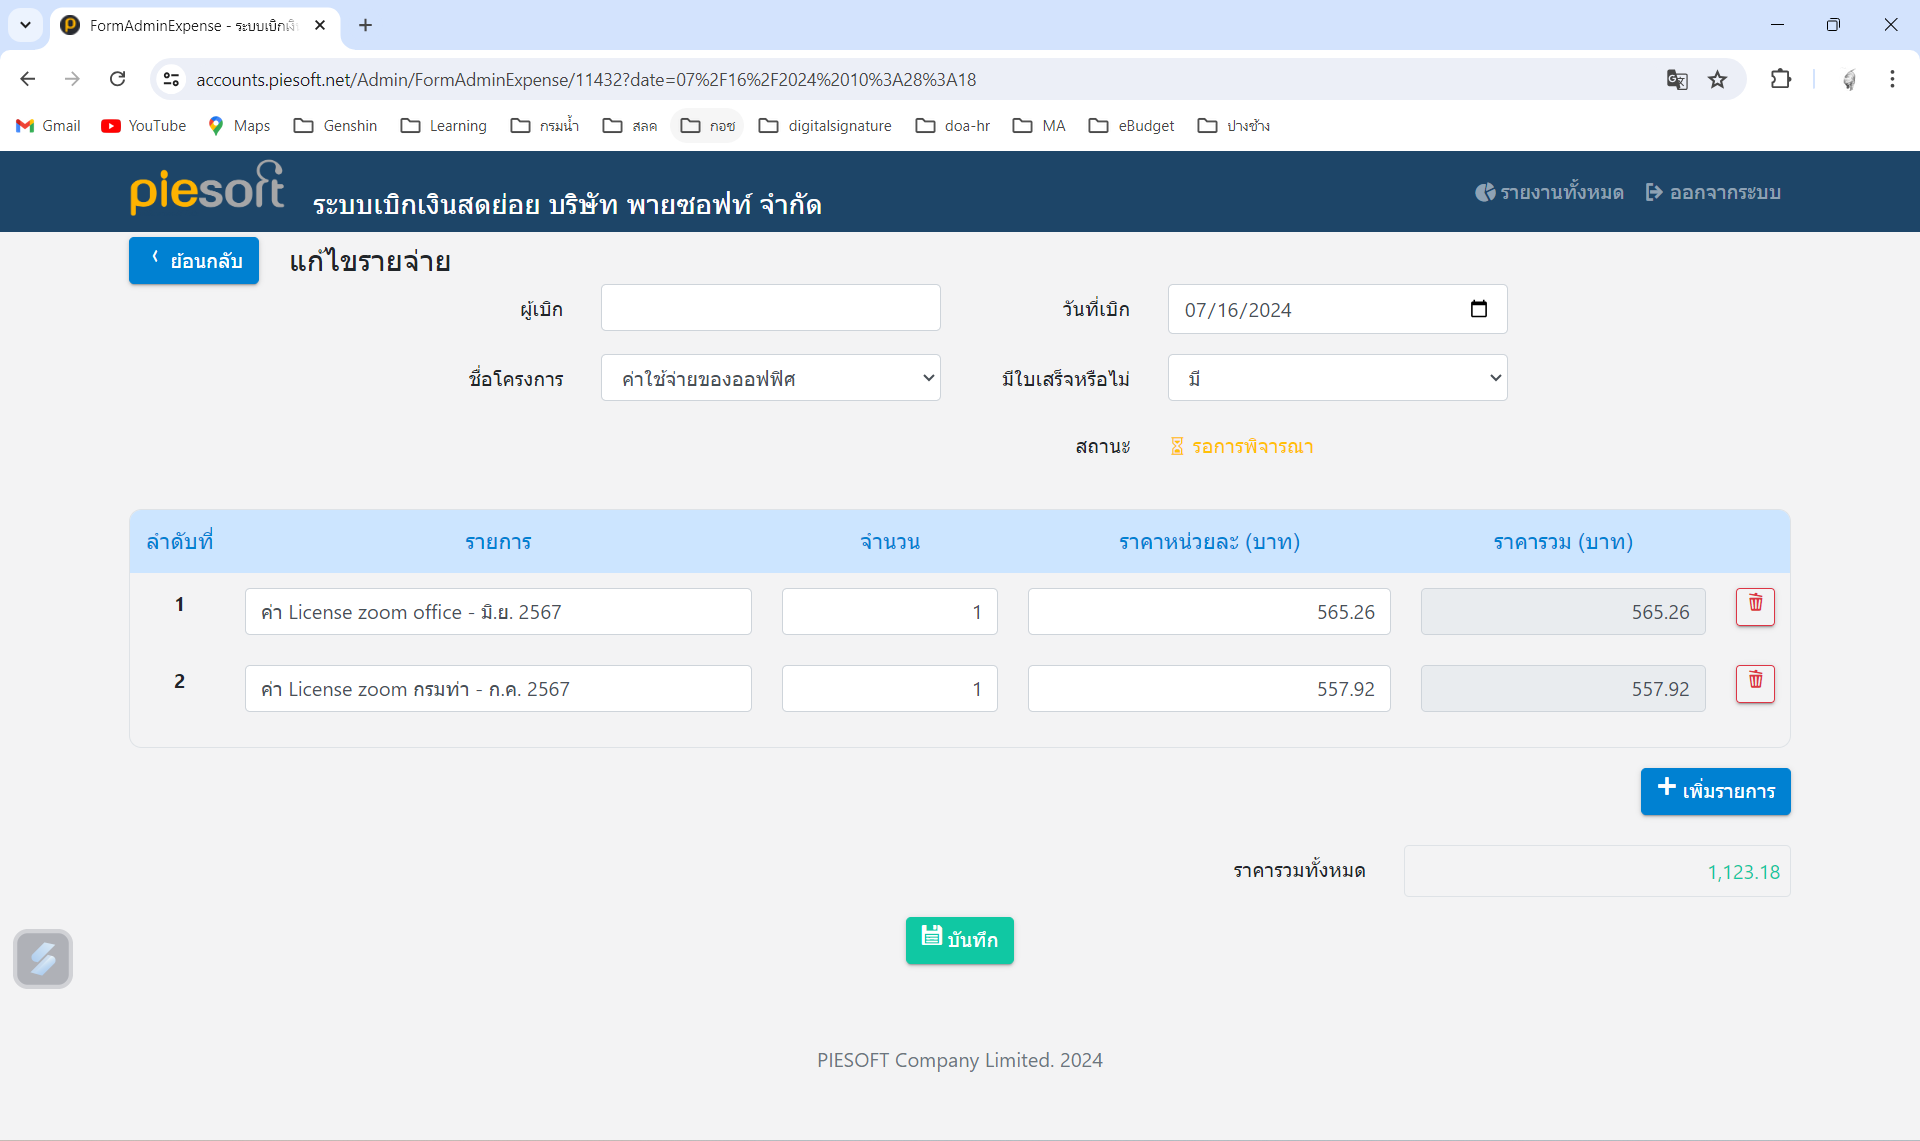 FormAdminExpense - ระบบเบิกเงิ
accounts.piesoft.net/Admin/FormAdminExpense/11432?date=07%2F16%2F2024%2010%3A28%3A18
Gmail YouTube Maps Genshin Learning กรมน้ำ สลค กอช digitalsignature doa-hr MA eBudget ปางช้าง
piesoft ระบบเบิกเงินสดย่อย บริษัท พายซอฟท์ จำกัด รายงานทั้งหมด ออกจากระบบ
ย้อนกลับ แก้ไขรายจ่าย
ผู้เบิก วันที่เบิก 07/16/2024
ชื่อโครงการ ค่าใช้จ่ายของออฟฟิศ มีใบเสร็จหรือไม่ มี
สถานะ รอการพิจารณา
ลำดับที่ รายการ จำนวน ราคาหน่วยละ (บาท) ราคารวม (บาท)
1 ค่า License zoom office - มิ.ย. 2567 1 565.26 565.26
2 ค่า License zoom กรมท่า - ก.ค. 2567 1 557.92 557.92
เพิ่มรายการ
ราคารวมทั้งหมด 1,123.18
บันทึก
PIESOFT Company Limited. 2024